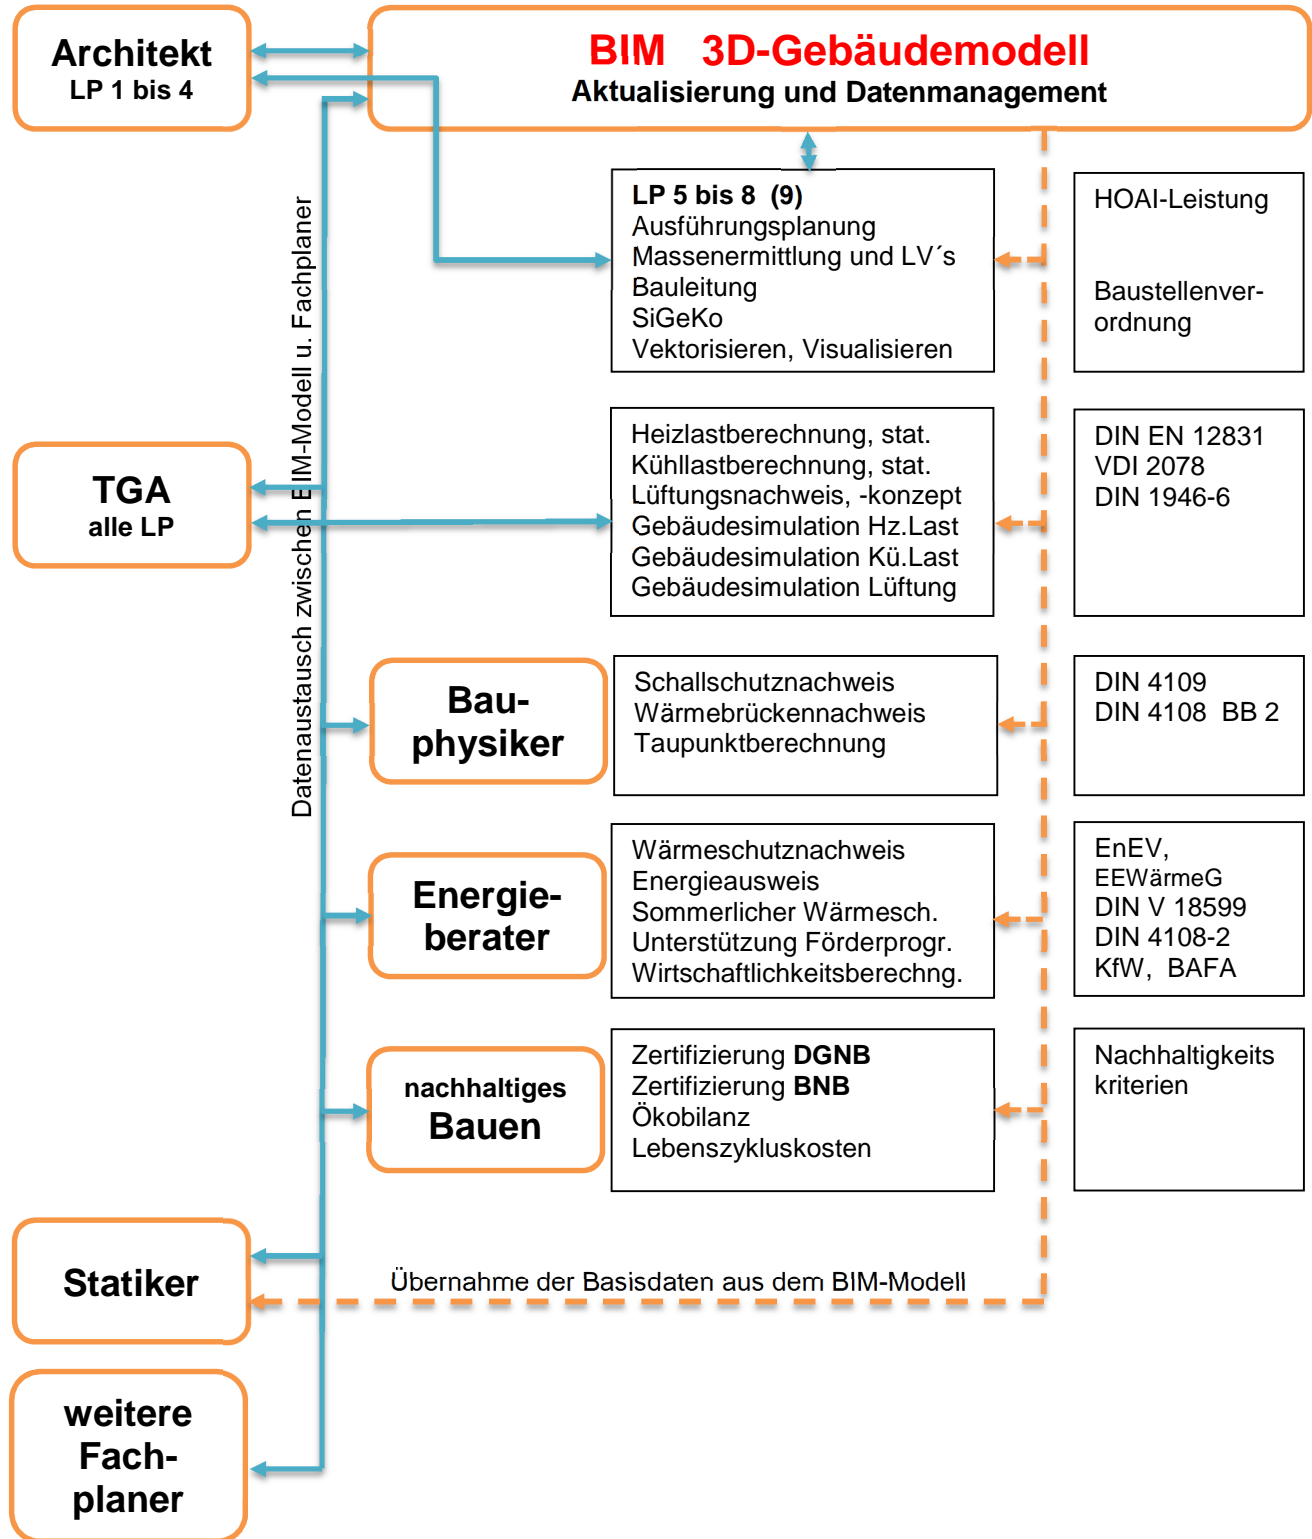 Architekt
LP 1 bis 4
BIM 3D-Gebäudemodell
Aktualisierung und Datenmanagement
Datenaustausch zwischen BIM-Modell u. Fachplaner
LP 5 bis 8 (9)
Ausführungsplanung
Massenermittlung und LV´s
Bauleitung
SiGeKo
Vektorisieren, Visualisieren
HOAI-Leistung
Baustellenver-
ordnung
TGA
alle LP
Heizlastberechnung, stat.
Kühllastberechnung, stat.
Lüftungsnachweis, -konzept
Gebäudesimulation Hz.Last
Gebäudesimulation Kü.Last
Gebäudesimulation Lüftung
DIN EN 12831
VDI 2078
DIN 1946-6
Bau-
physiker
Schallschutznachweis
Wärmebrückennachweis
Taupunktberechnung
DIN 4109
DIN 4108 BB 2
Energie-
berater
Wärmeschutznachweis
Energieausweis
Sommerlicher Wärmesch.
Unterstützung Förderprogr.
Wirtschaftlichkeitsberechng.
EnEV,
EEWärmeG
DIN V 18599
DIN 4108-2
KfW, BAFA
nachhaltiges
Bauen
Zertifizierung DGNB
Zertifizierung BNB
Ökobilanz
Lebenszykluskosten
Nachhaltigkeits
kriterien
Statiker
Übernahme der Basisdaten aus dem BIM-Modell
weitere
Fach-
planer